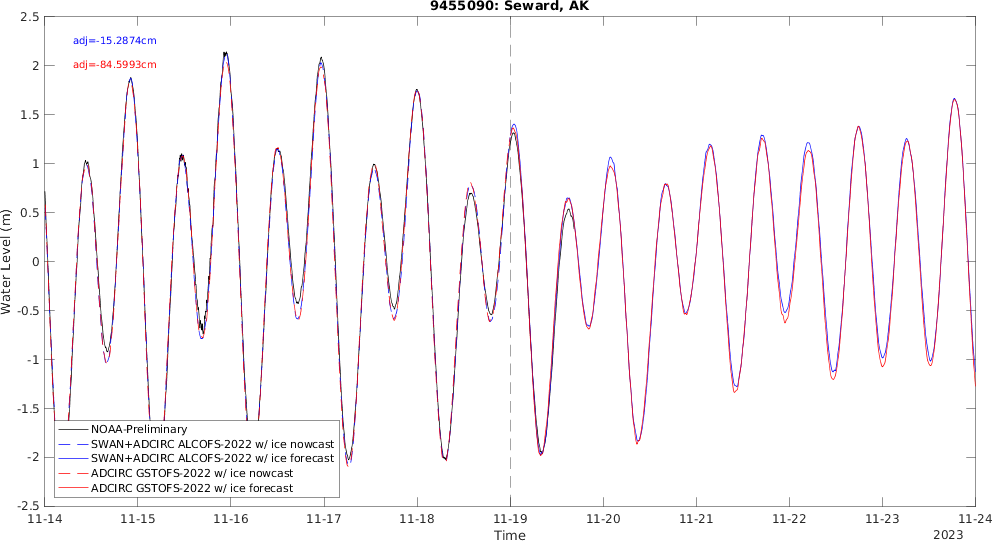 9455090: Seward, AK
adj=-15.2874cm
adj=-84.5993cm
2.5
2
1.5
1
0.5
0
-0.5
-1
-1.5
-2
-2.5
Water Level (m)
NOAA-Preliminary
SWAN+ADCIRC ALCOFS-2022 w/ ice nowcast
SWAN+ADCIRC ALCOFS-2022 w/ ice forecast
ADCIRC GSTOFS-2022 w/ ice nowcast
ADCIRC GSTOFS-2022 w/ ice forecast
11-14 11-15 11-16 11-17 11-18 11-19 11-20 11-21 11-22 11-23 11-24
Time
2023